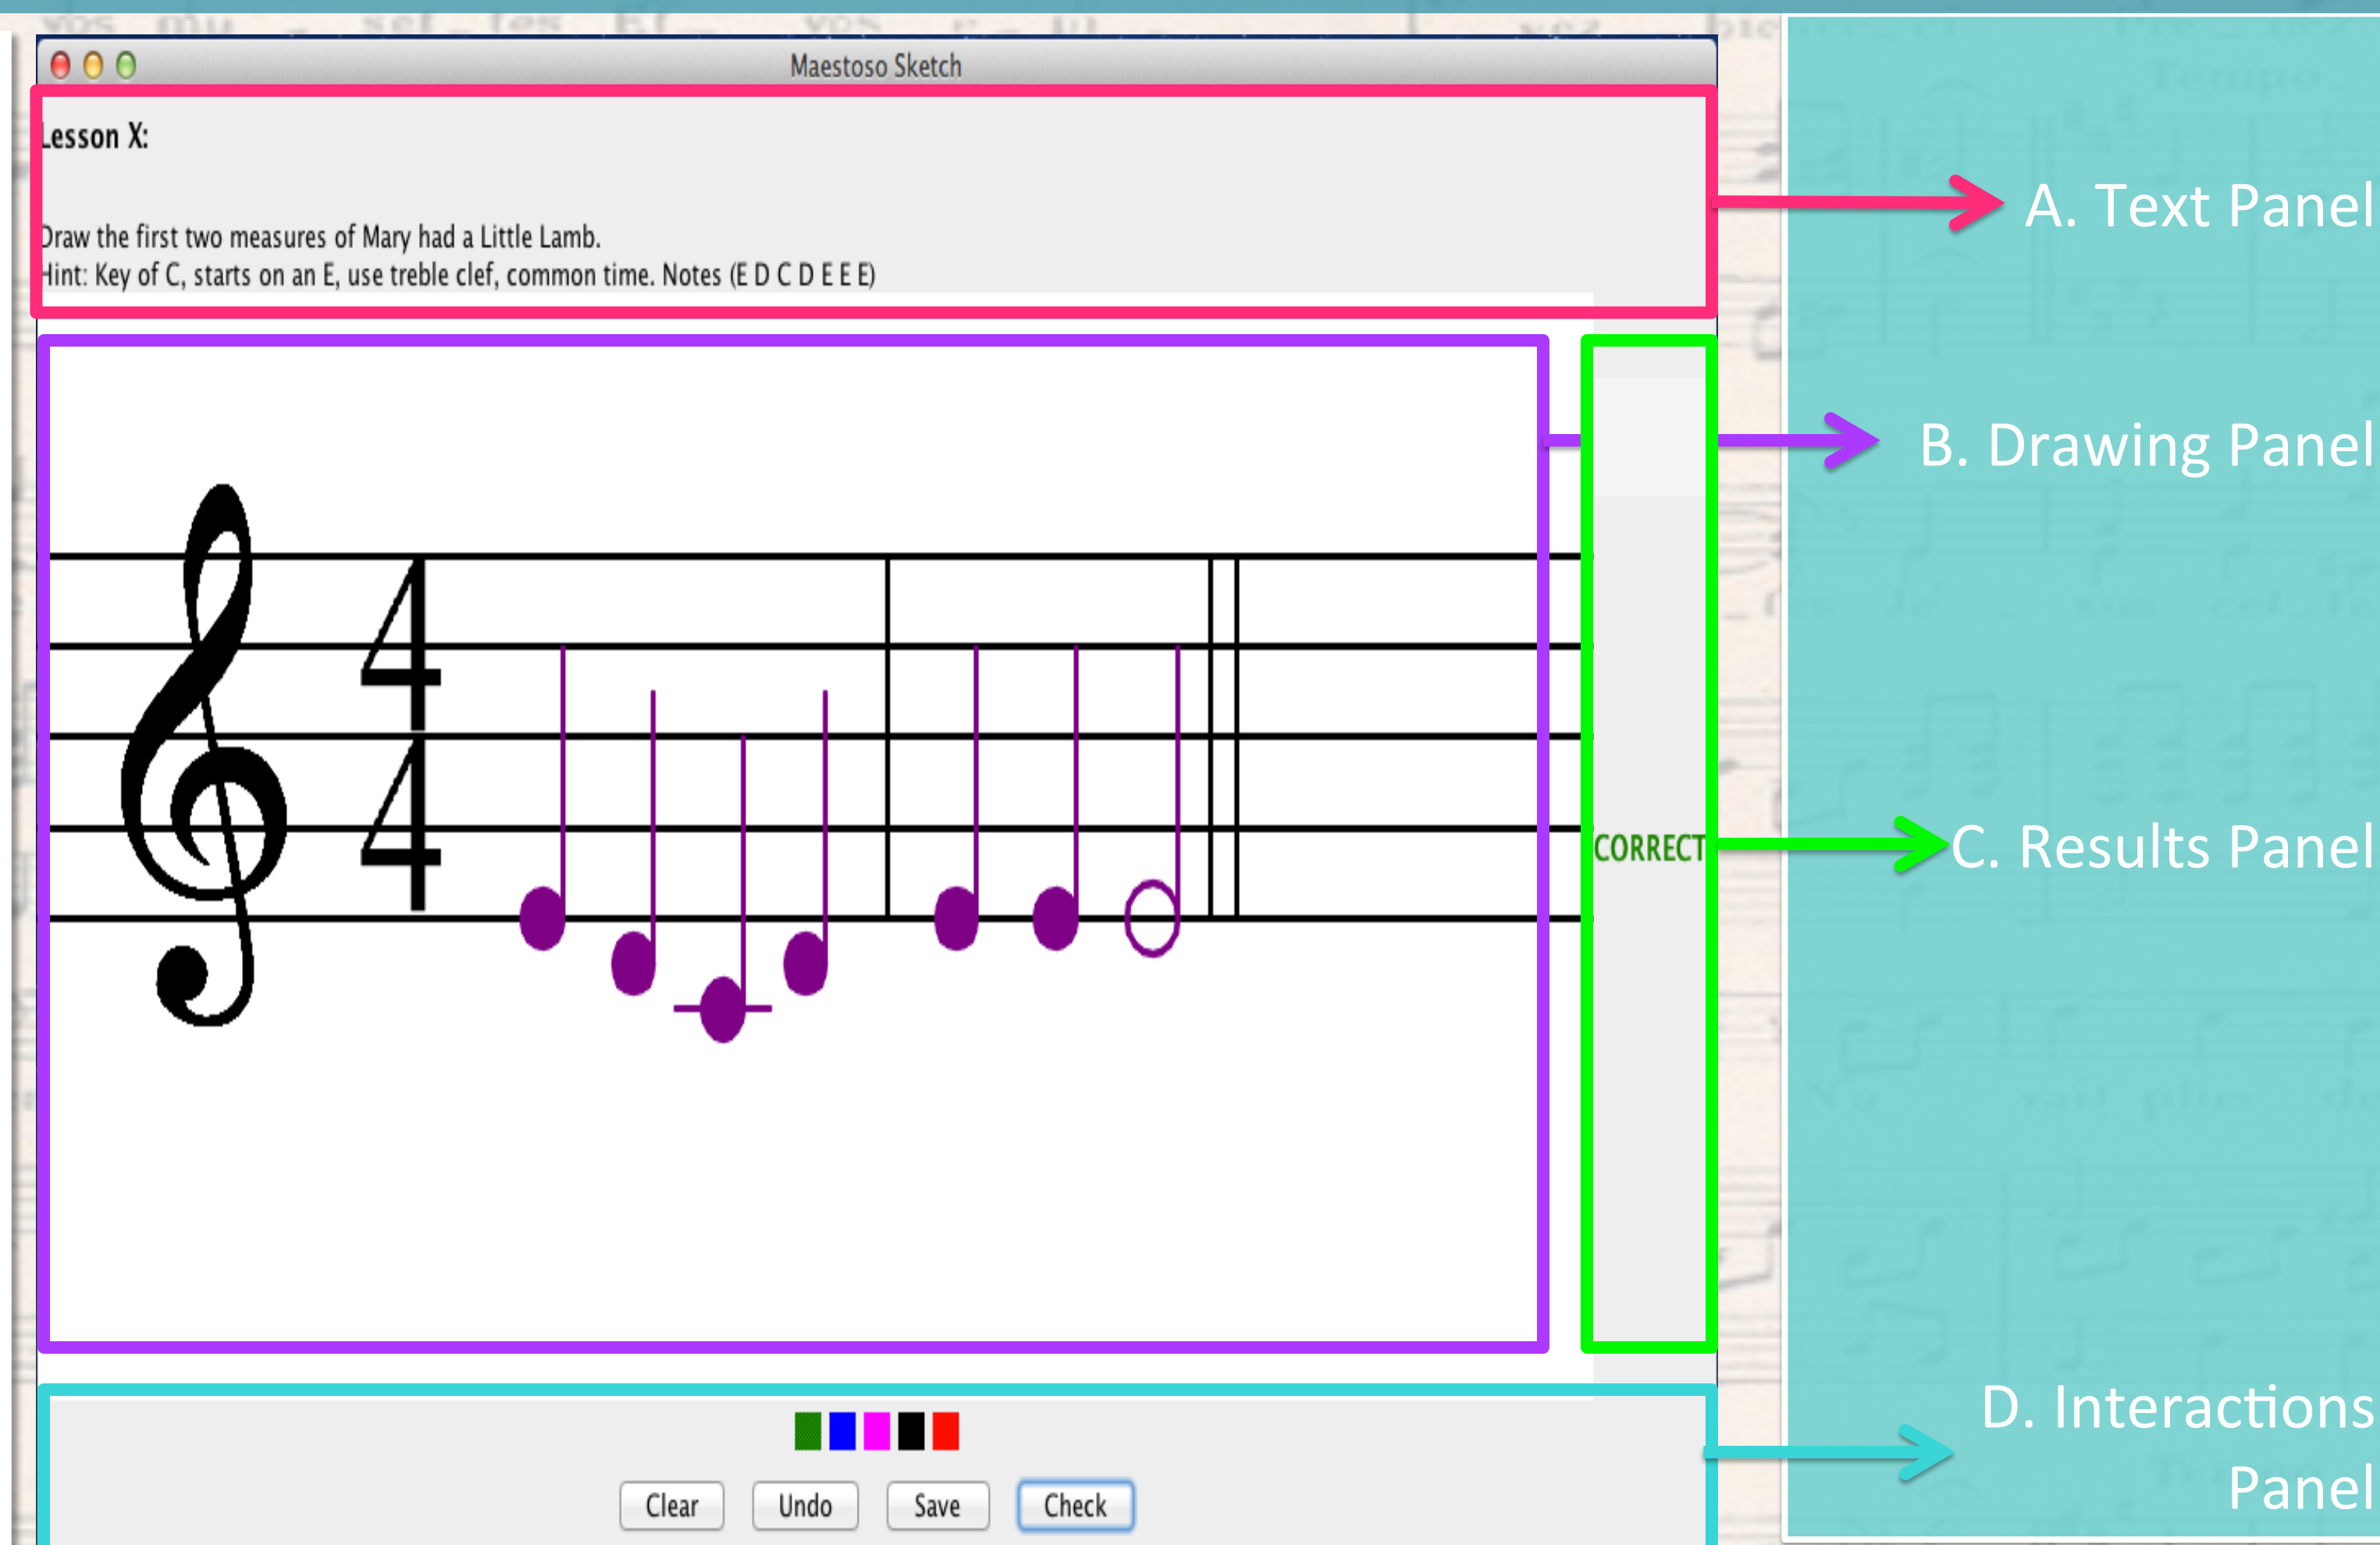 Maestoso Sketch
Lesson X:
Draw the first two measures of Mary had a Little Lamb.
Hint: Key of C, starts on an E, use treble clef, common time. Notes (E D C D E E E)
4
4
CORRECT
Clear Undo Save Check
A. Text Panel
B. Drawing Panel
C. Results Panel
D. Interactions
Panel